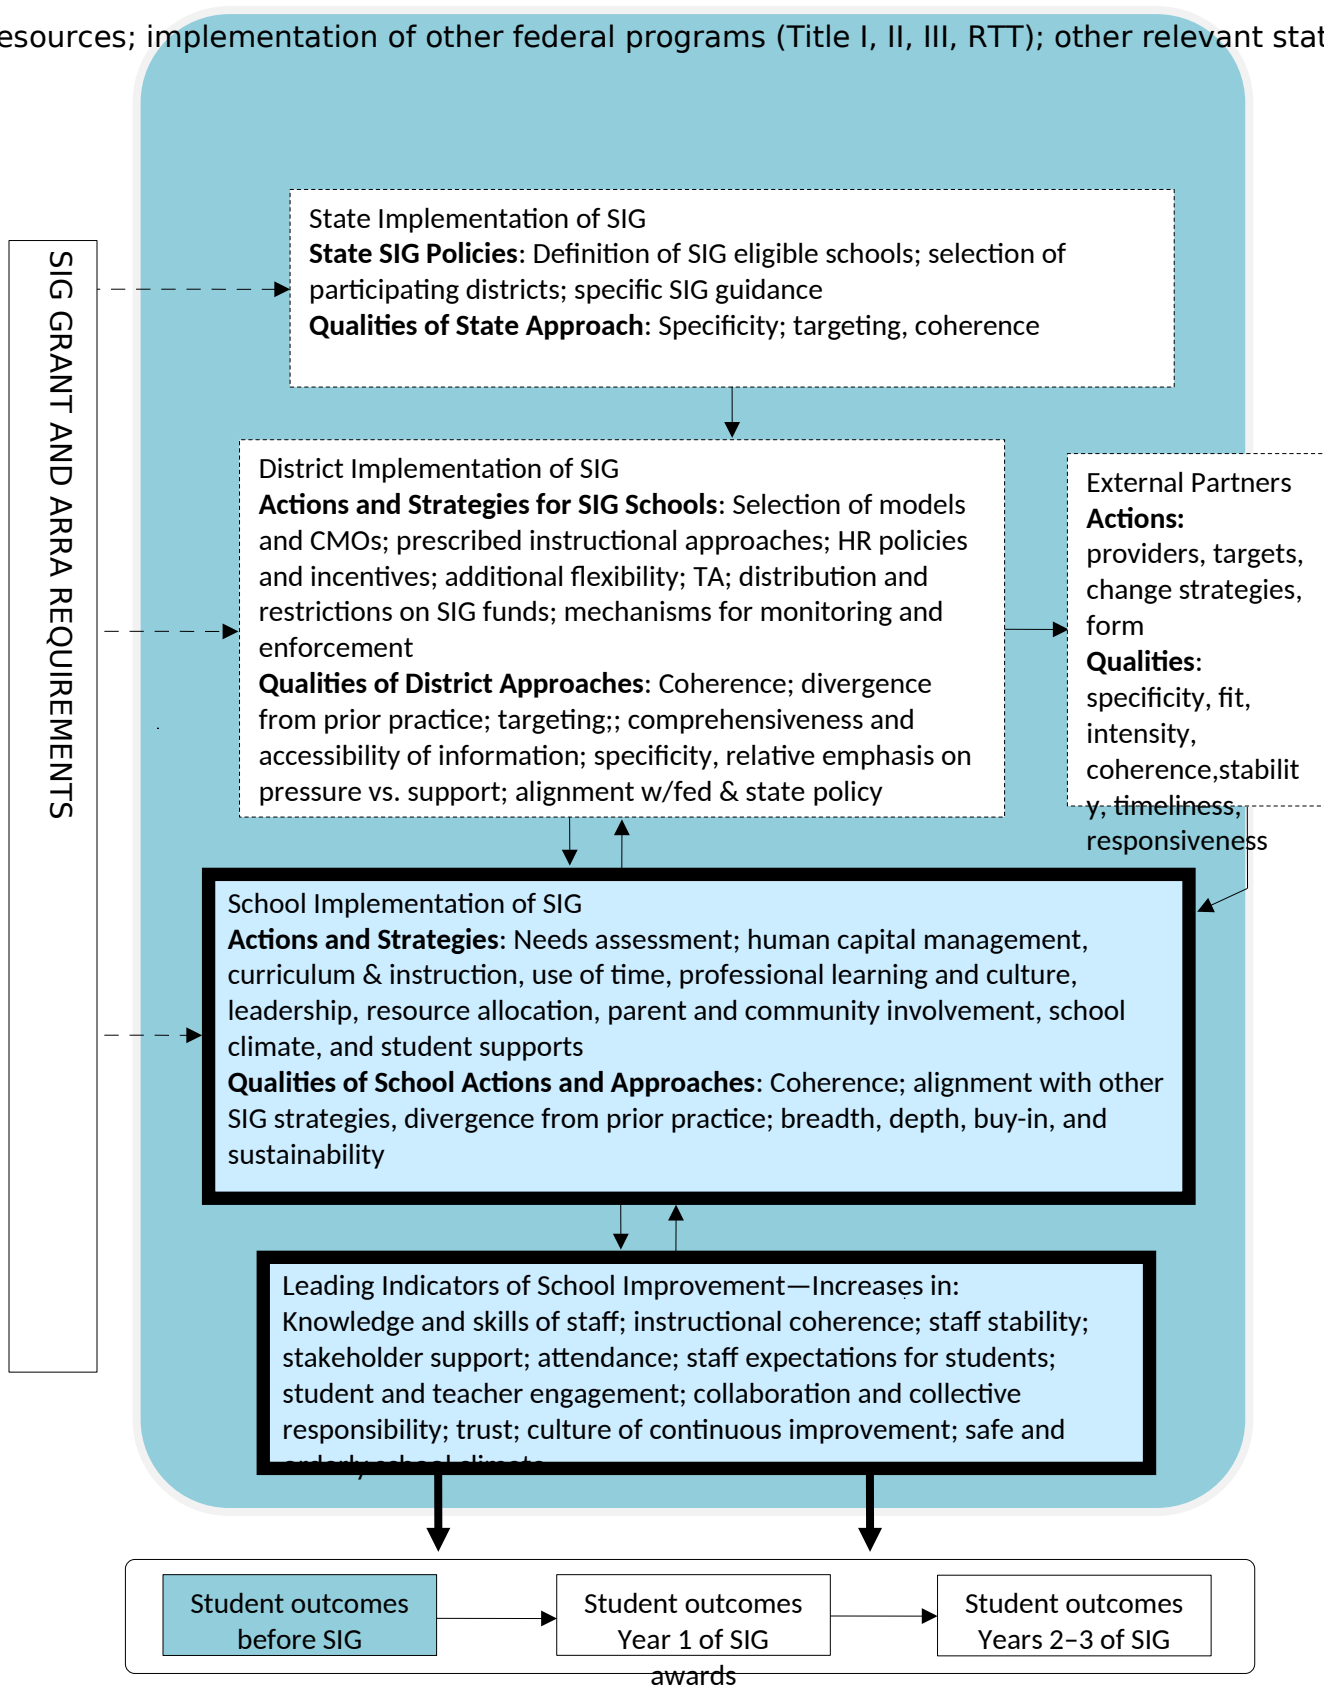 esources; implementation of other federal programs (Title I, II, III, RTT); other relevant stat
SIG GRANT AND ARRA REQUIREMENTS
State Implementation of SIG
State SIG Policies: Definition of SIG eligible schools; selection of
participating districts; specific SIG guidance
Qualities of State Approach: Specificity; targeting, coherence
District Implementation of SIG
Actions and Strategies for SIG Schools: Selection of models
and CMOs; prescribed instructional approaches; HR policies
and incentives; additional flexibility; TA; distribution and
restrictions on SIG funds; mechanisms for monitoring and
enforcement
Qualities of District Approaches: Coherence; divergence
from prior practice; targeting;; comprehensiveness and
accessibility of information; specificity, relative emphasis on
pressure vs. support; alignment w/fed & state policy
External Partners
Actions:
providers, targets,
change strategies,
form
Qualities:
specificity, fit,
intensity,
coherence,stabilit
y, timeliness,
responsiveness
School Implementation of SIG
Actions and Strategies: Needs assessment; human capital management,
curriculum & instruction, use of time, professional learning and culture,
leadership, resource allocation, parent and community involvement, school
climate, and student supports
Qualities of School Actions and Approaches: Coherence; alignment with other
SIG strategies, divergence from prior practice; breadth, depth, buy-in, and
sustainability
Leading Indicators of School Improvement—Increases in:
Knowledge and skills of staff; instructional coherence; staff stability;
stakeholder support; attendance; staff expectations for students;
student and teacher engagement; collaboration and collective
responsibility; trust; culture of continuous improvement; safe and
orderly school climate
Student outcomes
before SIG
Student outcomes
Year 1 of SIG
awards
Student outcomes
Years 2–3 of SIG